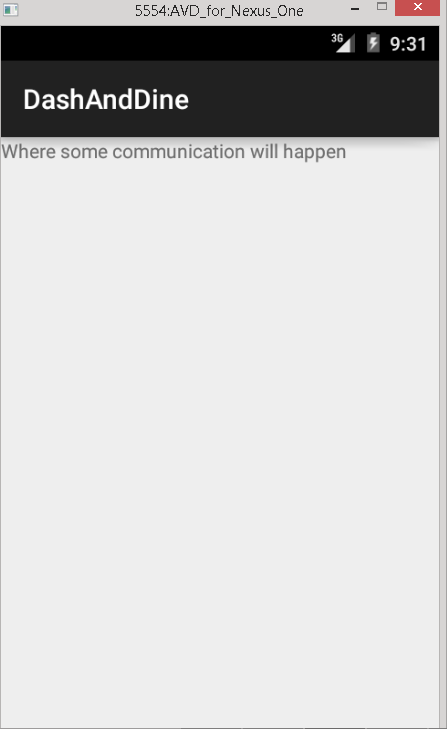 5554:AVD_for_Nexus_One
3G 9:31
DashAndDine
Where some communication will happen